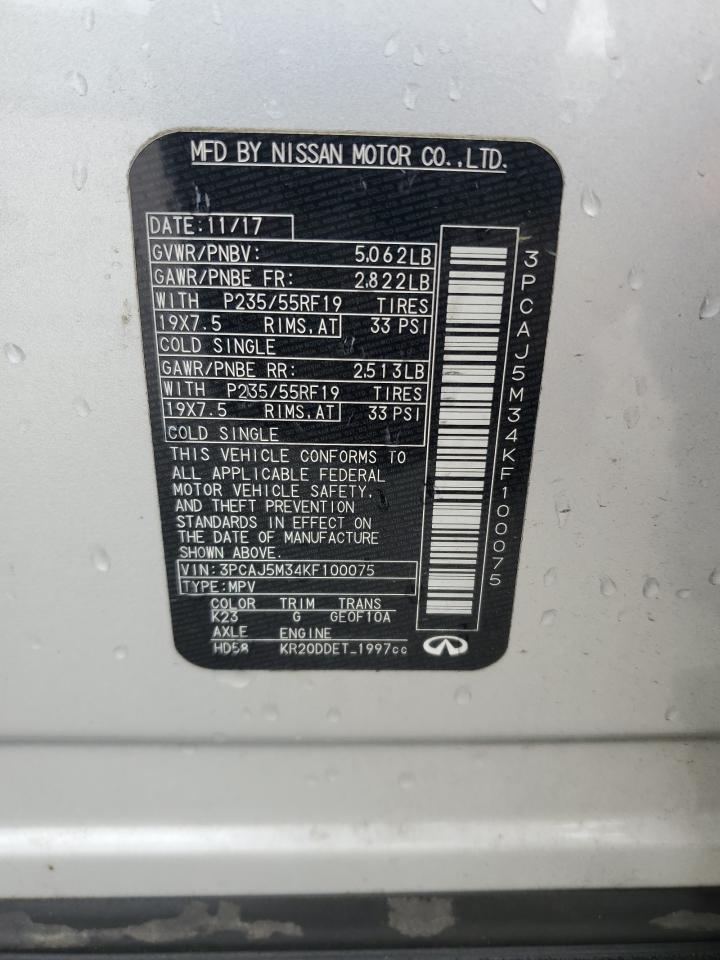 MFD BY NISSAN MOTOR CO.,LTD.
DATE:11/17
GVWR/PNBV: 5,062LB
GAWR/PNBE FR: 2,822LB
WITH P235/55RF19 TIRES
19X7.5 RIMS,AT 33 PSI
COLD SINGLE
GAWR/PNBE RR: 2,513LB
WITH P235/55RF19 TIRES
19X7.5 RIMS,AT 33 PSI
COLD SINGLE
THIS VEHICLE CONFORMS TO
ALL APPLICABLE FEDERAL
MOTOR VEHICLE SAFETY,
AND THEFT PREVENTION
STANDARDS IN EFFECT ON
THE DATE OF MANUFACTURE
SHOWN ABOVE.
VIN:3PCAJ5M34KF100075
TYPE:MPV
COLOR TRIM TRANS
K23 G GE0F10A
AXLE ENGINE
HD58 KR20DDET_1997cc
3PCAJ5M34KF100075